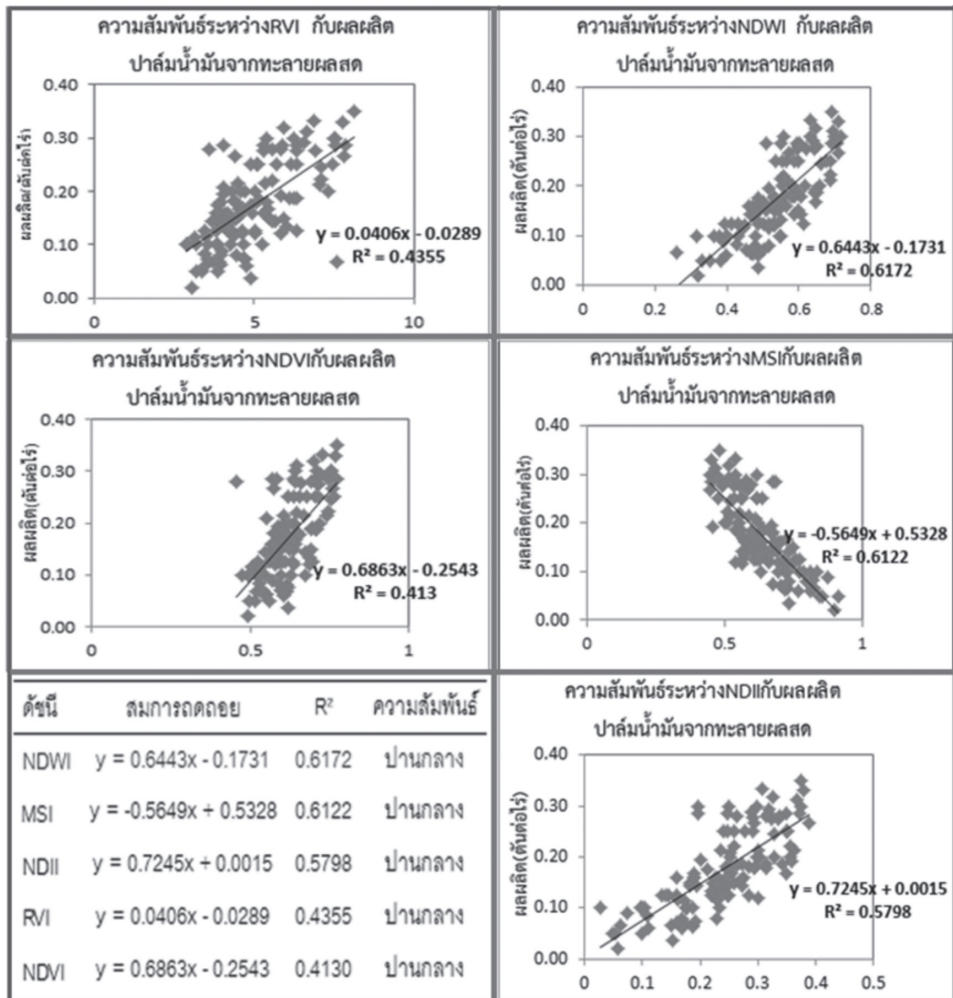 ความสัมพันธ์ระหว่างRVI กับผลผลิต
ปาล์มน้ำมันจากทะลายผลสด
ผลผลิต(ตันต่อไร่)
0.40
0.30
0.20
0.10
0.00
0
5
10
y = 0.0406x - 0.0289
R² = 0.4355
ความสัมพันธ์ระหว่างNDWI กับผลผลิต
ปาล์มน้ำมันจากทะลายผลสด
ผลผลิต(ตันต่อไร่)
0.40
0.30
0.20
0.10
0.00
0
0.2
0.4
0.6
0.8
y = 0.6443x - 0.1731
R² = 0.6172
ความสัมพันธ์ระหว่างNDVIกับผลผลิต
ปาล์มน้ำมันจากทะลายผลสด
ผลผลิต(ตันต่อไร่)
0.40
0.30
0.20
0.10
0.00
0
0.5
1
y = 0.6863x - 0.2543
R² = 0.413
ความสัมพันธ์ระหว่างMSIกับผลผลิต
ปาล์มน้ำมันจากทะลายผลสด
ผลผลิต(ตันต่อไร่)
0.40
0.30
0.20
0.10
0.00
0
0.5
1
y = -0.5649x + 0.5328
R² = 0.6122
ดัชนี สมการถดถอย R² ความสัมพันธ์
NDWI y = 0.6443x - 0.1731 0.6172 ปานกลาง
MSI y = -0.5649x + 0.5328 0.6122 ปานกลาง
NDII y = 0.7245x + 0.0015 0.5798 ปานกลาง
RVI y = 0.0406x - 0.0289 0.4355 ปานกลาง
NDVI y = 0.6863x - 0.2543 0.4130 ปานกลาง
ความสัมพันธ์ระหว่างNDIIกับผลผลิต
ปาล์มน้ำมันจากทะลายผลสด
ผลผลิต(ตันต่อไร่)
0.40
0.30
0.20
0.10
0.00
0
0.1
0.2
0.3
0.4
0.5
y = 0.7245x + 0.0015
R² = 0.5798